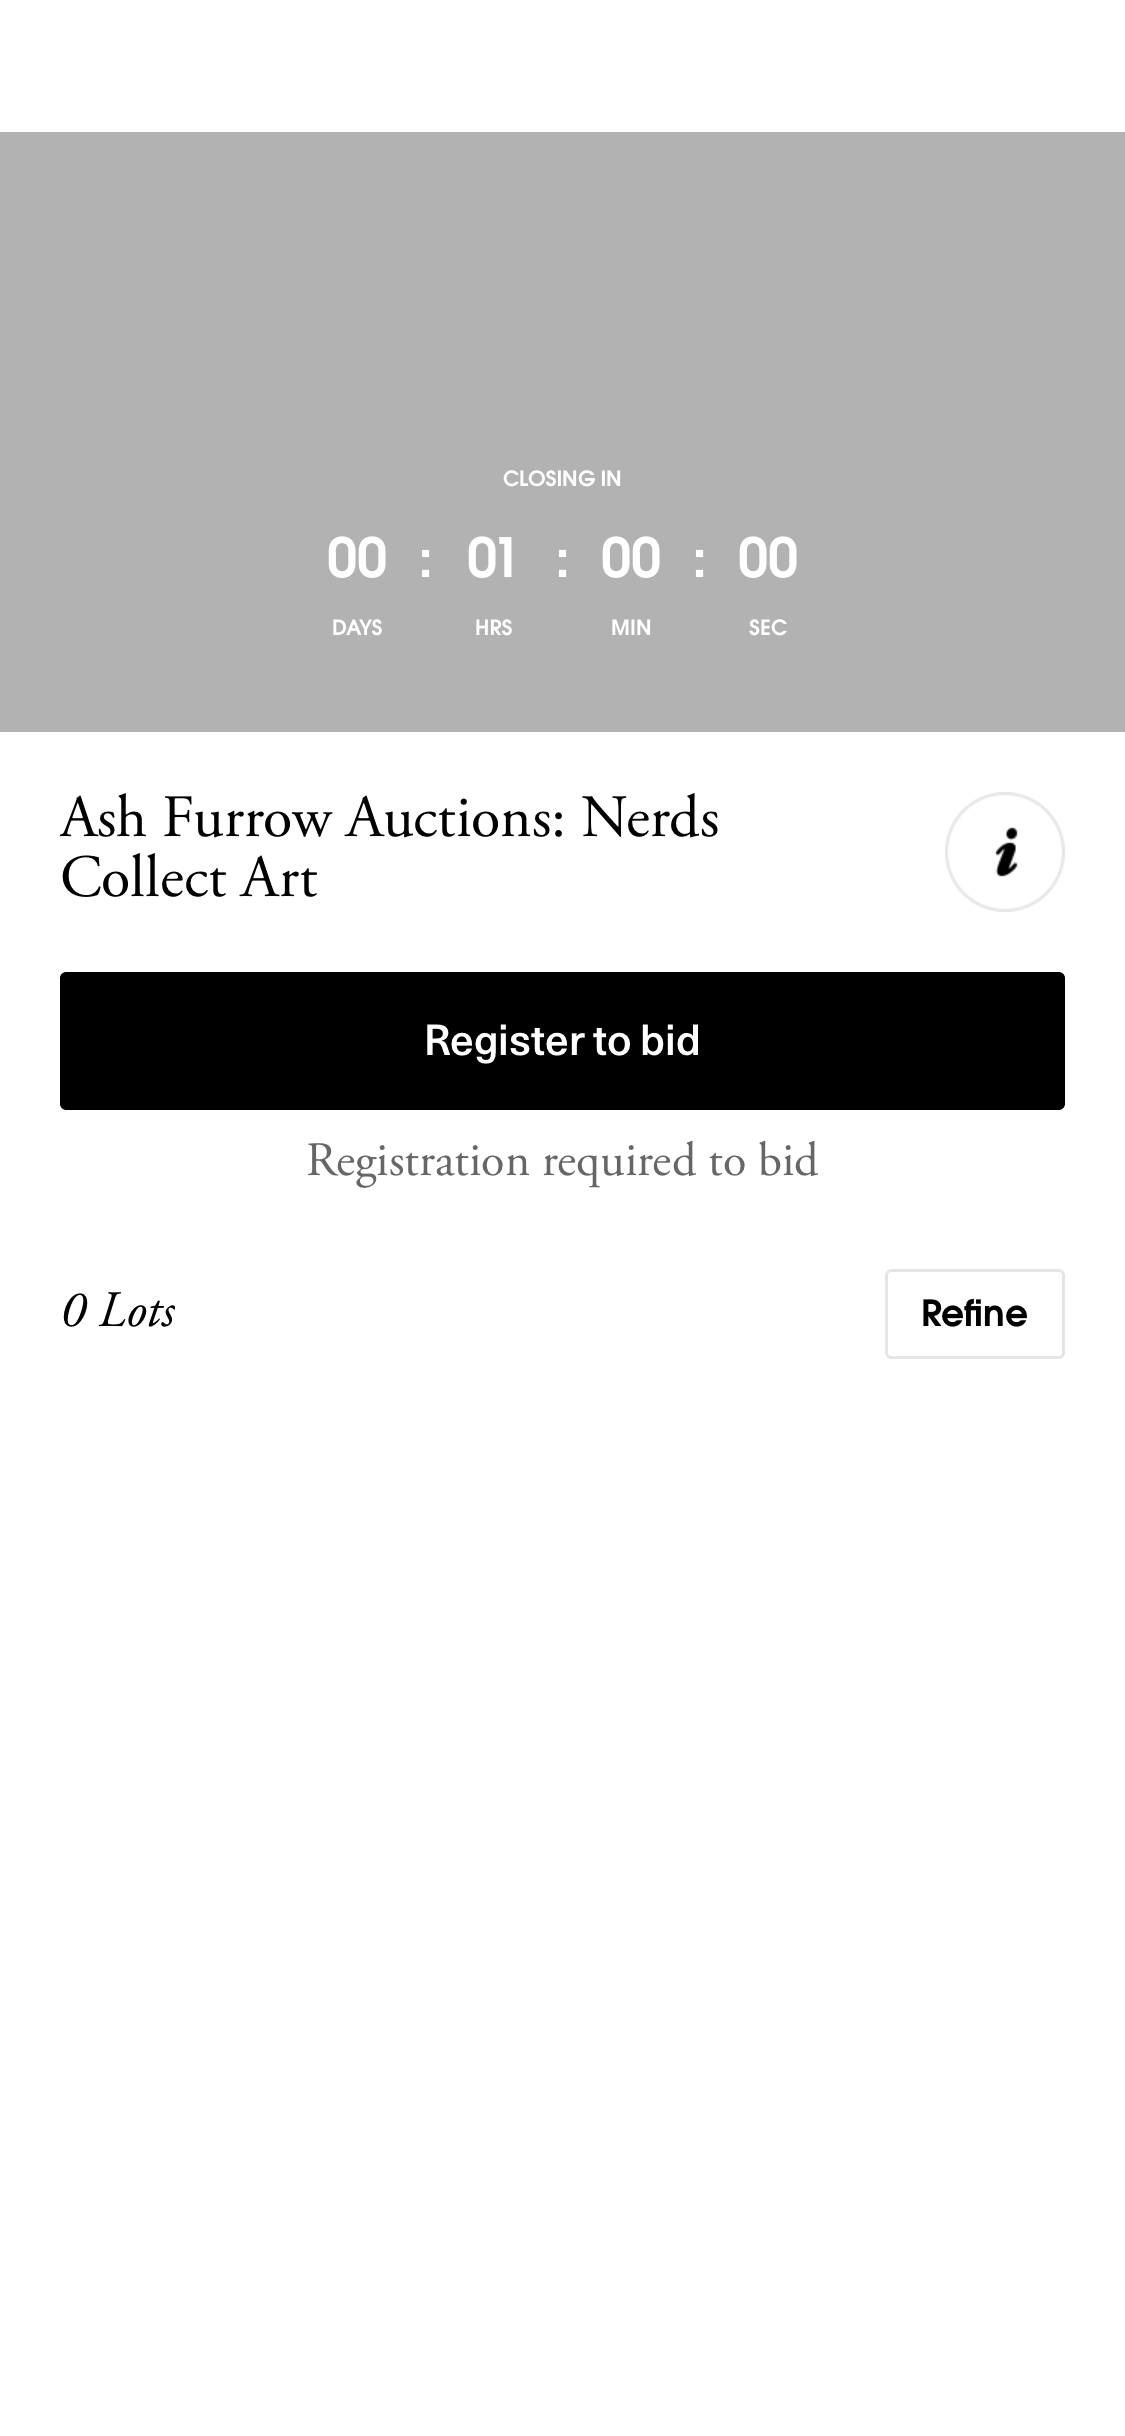 CLOSING IN
00 : 01 : 00 : 00
DAYS HRS MIN SEC
Ash Furrow Auctions: Nerds
Collect Art
i
Register to bid
Registration required to bid
0 Lots
Refine